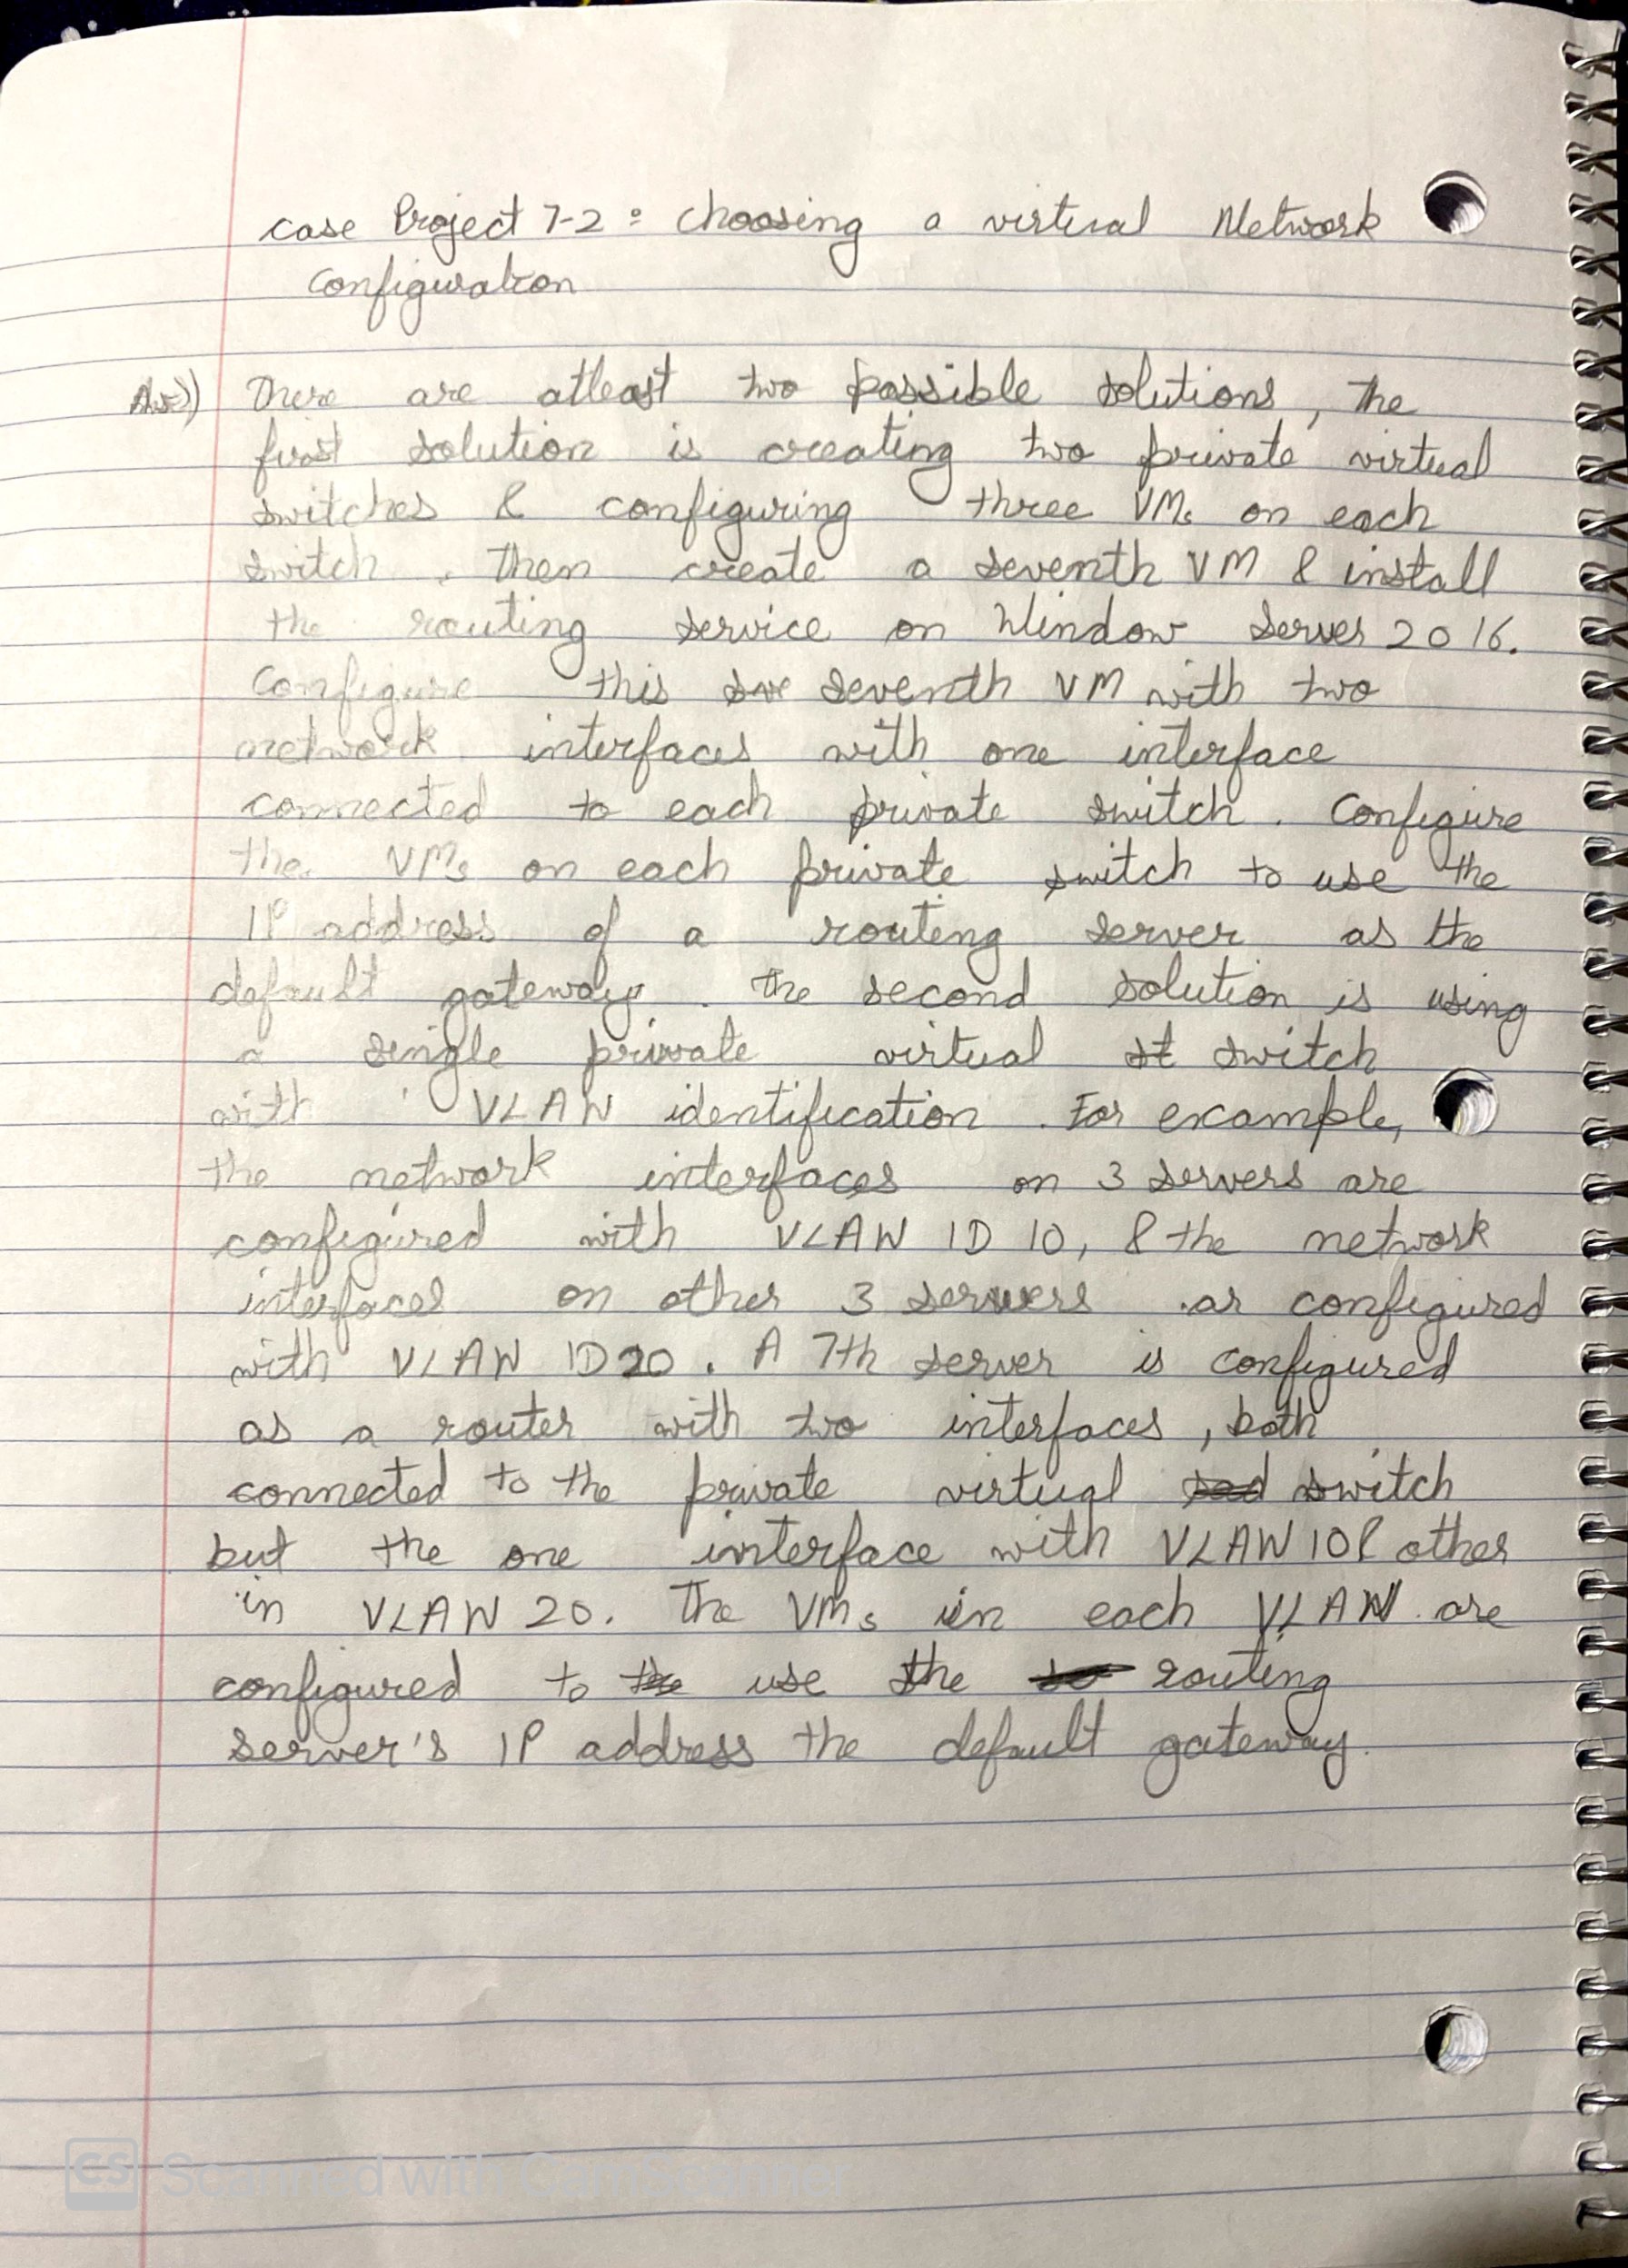 case Project 7-2 : Choosing a virtual Network
Configuration
Ans) There are atleast two possible solutions, the
first solution is creating two private virtual
switches & configuring three VMs on each
switch. Then create a seventh VM & install
the routing service on Window Server 2016.
Configure this sve seventh VM with two
network interfaces with one interface
connected to each private switch. Configure
the VMs on each private switch to use the
IP address of a routing server as the
default gateway. The second solution is using
a single private virtual st switch
with VLAW identification. For example,
the network interfaces on 3 servers are
configured with VLAW ID 10, & the network
interfaces on other 3 servers ar configured
with VLAW ID 20. A 7th server is configured
as a router with two interfaces, both
connected to the private virtual switch
but the one interface with VLAW 10 & other
in VLAW 20. The VMs in each VLAW are
configured to use the routing
server's IP address the default gateway.
CS Scanned with CamScanner